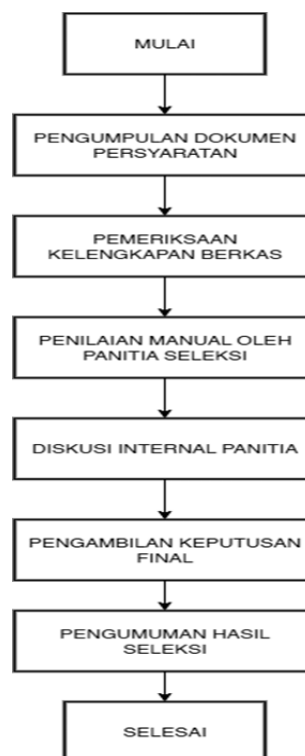 MULAI
PENGUMPULAN DOKUMEN
PERSYARATAN
PEMERIKSAAN
KELENGKAPAN BERKAS
PENILAIAN MANUAL OLEH
PANITIA SELEKSI
DISKUSI INTERNAL PANITIA
PENGAMBILAN KEPUTUSAN
FINAL
PENGUMUMAN HASIL
SELEKSI
SELESAI